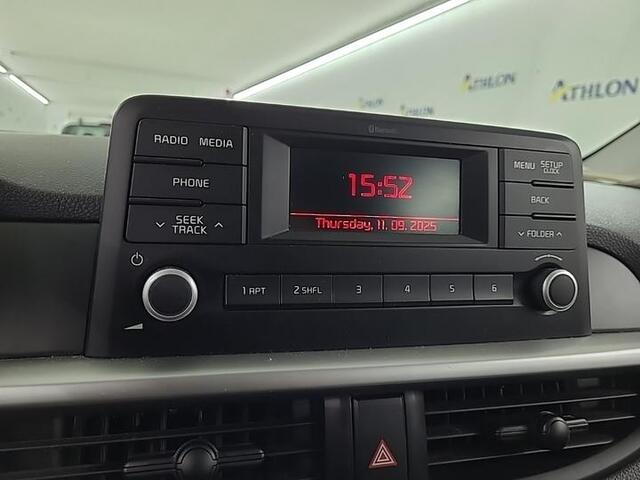 ATHLON
ATHLON
Bluetooth
RADIO MEDIA
PHONE
SEEK
TRACK
15:52
Thursday, 11. 09. 2025
MENU SETUP
CLOCK
BACK
FOLDER
1 RPT 2 SHFL 3 4 5 6